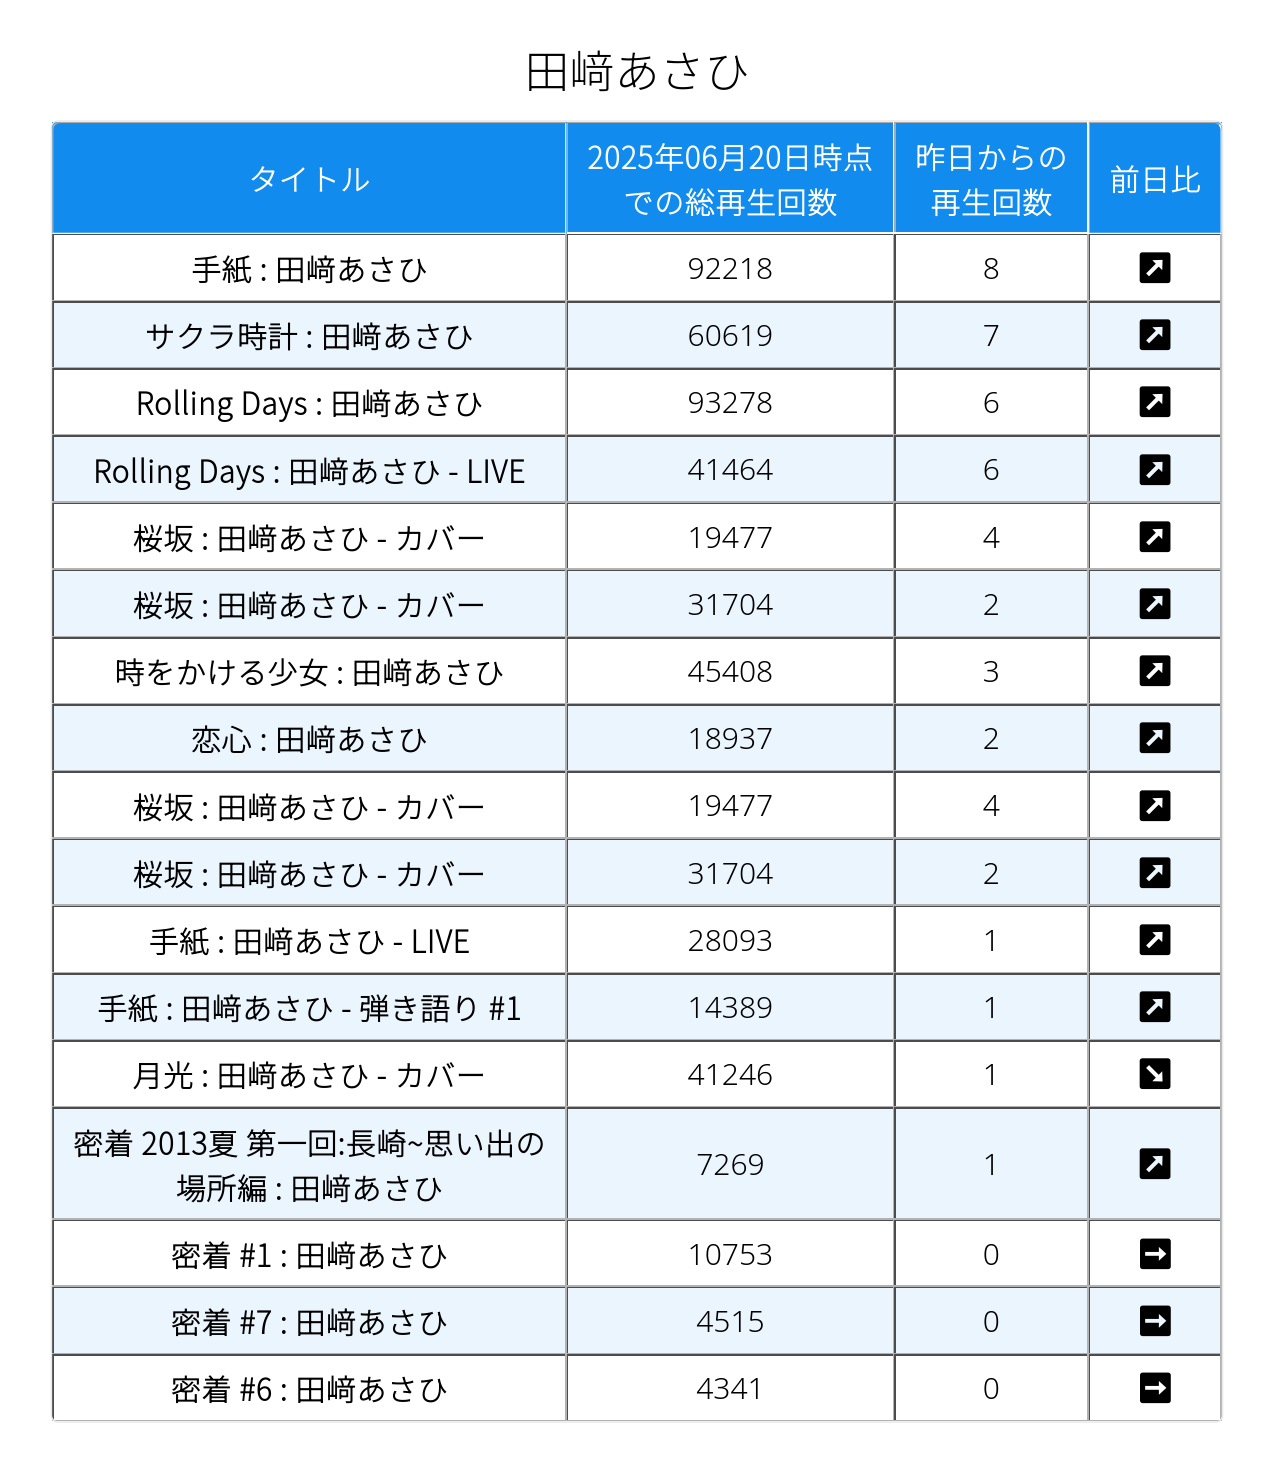 田﨑あさひ
タイトル
2025年06月20日時点
での総再生回数
昨日からの
再生回数
前日比
手紙 : 田﨑あさひ 92218 8
サクラ時計 : 田﨑あさひ 60619 7
Rolling Days : 田﨑あさひ 93278 6
Rolling Days : 田﨑あさひ - LIVE 41464 6
桜坂 : 田﨑あさひ - カバー 19477 4
桜坂 : 田﨑あさひ - カバー 31704 2
時をかける少女 : 田﨑あさひ 45408 3
恋心 : 田﨑あさひ 18937 2
桜坂 : 田﨑あさひ - カバー 19477 4
桜坂 : 田﨑あさひ - カバー 31704 2
手紙 : 田﨑あさひ - LIVE 28093 1
手紙 : 田﨑あさひ - 弾き語り #1 14389 1
月光 : 田﨑あさひ - カバー 41246 1
密着 2013夏 第一回:長崎~思い出の
場所編 : 田﨑あさひ 7269 1
密着 #1 : 田﨑あさひ 10753 0
密着 #7 : 田﨑あさひ 4515 0
密着 #6 : 田﨑あさひ 4341 0